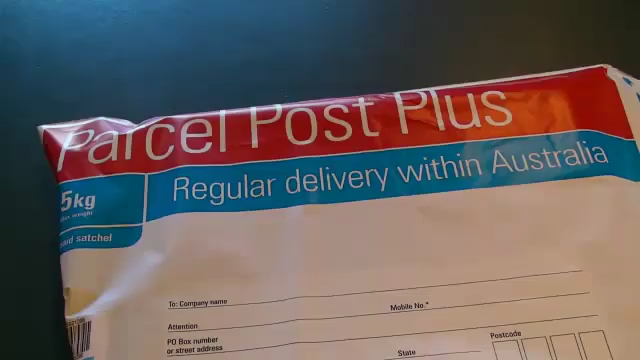 Parcel Post Plus
Regular delivery within Australia
5kg
satchel
To: Company name
Mobile No.*
Attention
PO Box number
or street address
State
Postcode